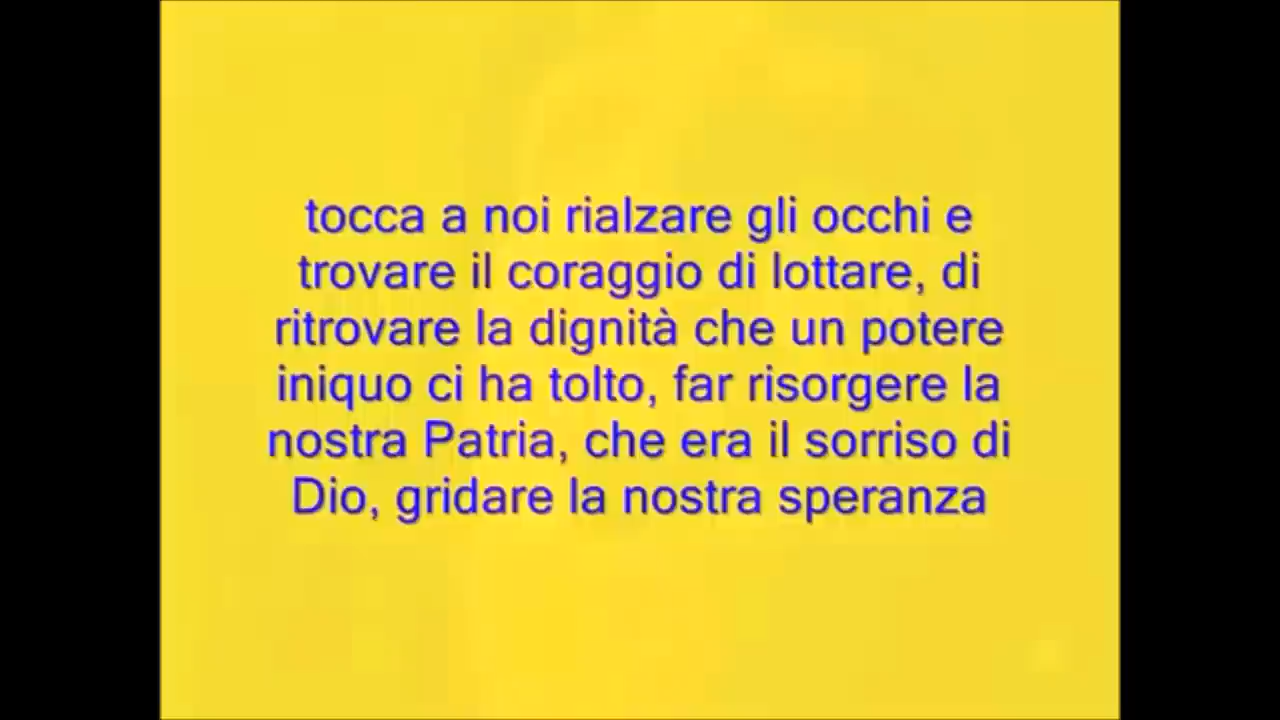 tocca a noi rialzare gli occhi e
trovare il coraggio di lottare, di
ritrovare la dignità che un potere
iniquo ci ha tolto, far risorgere la
nostra Patria, che era il sorriso di
Dio, gridare la nostra speranza